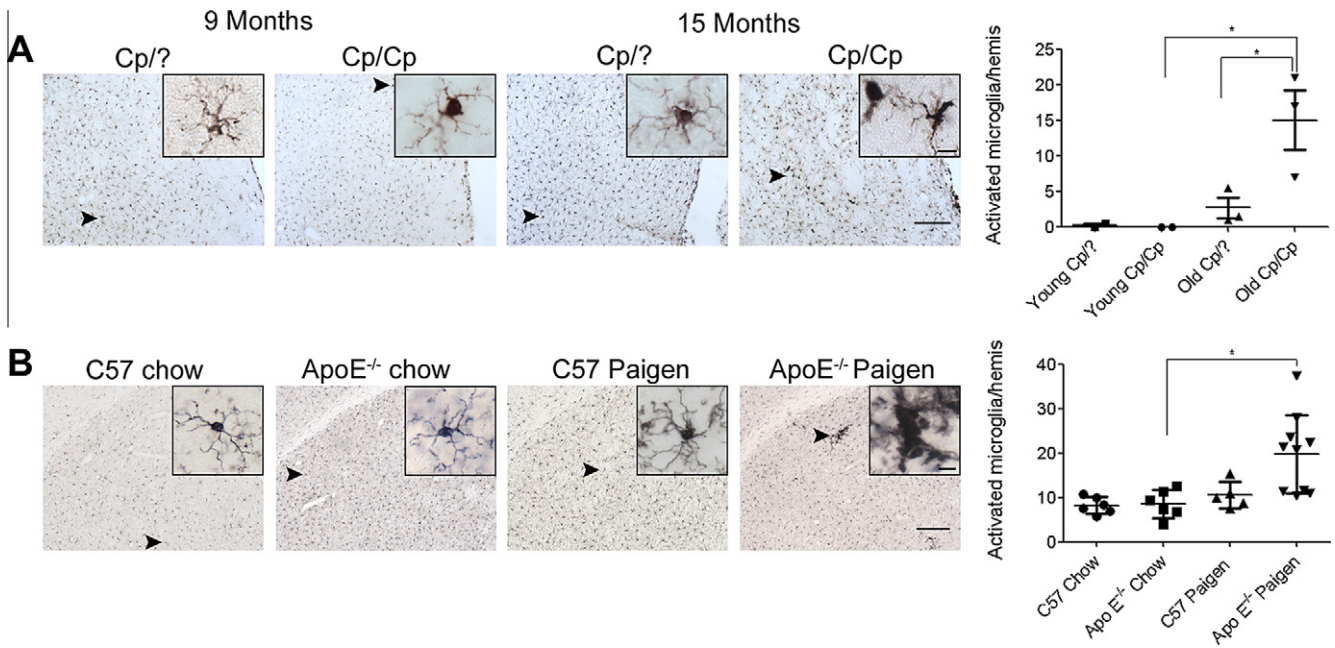 9 Months
15 Months
A
Cp/?
Cp/Cp
Cp/?
Cp/Cp
Activated microglia/hemis
25
20
15
10
5
0
*
*
Young Cp/?
Young Cp/Cp
Old Cp/?
Old Cp/Cp
B
C57 chow
ApoE-/- chow
C57 Paigen
ApoE-/- Paigen
Activated microglia/hemis
40
30
20
10
0
*
C57 Chow
Apo E-/- Chow
C57 Paigen
Apo E-/- Paigen